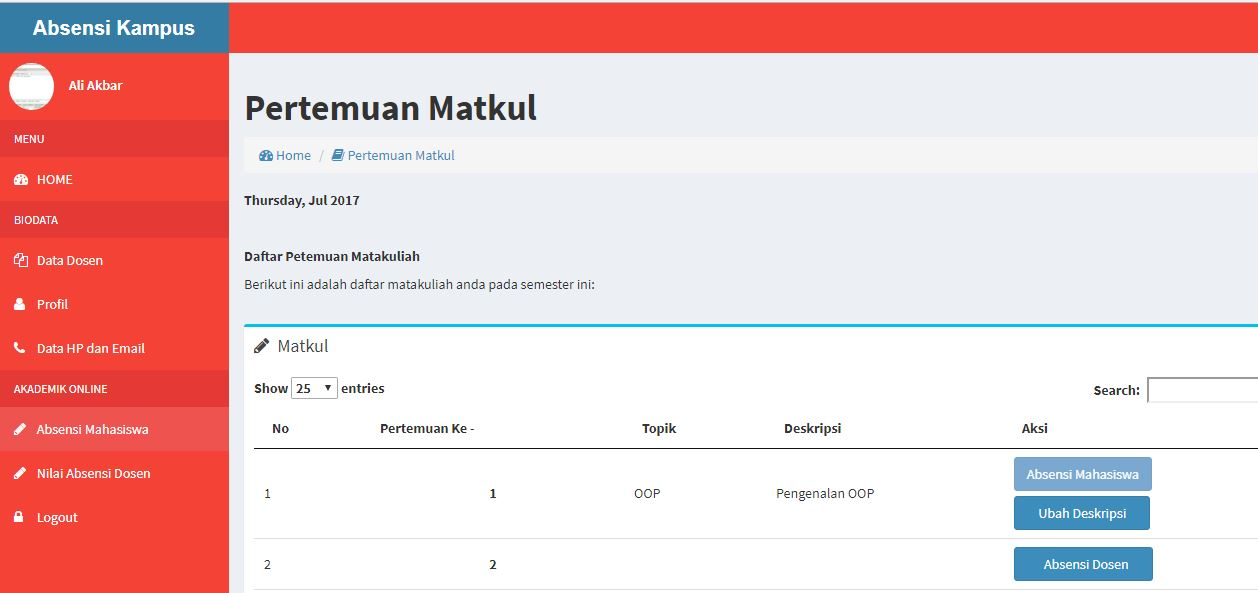 Absensi Kampus
Ali Akbar
MENU
HOME
BIODATA
Data Dosen
Profil
Data HP dan Email
AKADEMIK ONLINE
Absensi Mahasiswa
Nilai Absensi Dosen
Logout
Pertemuan Matkul
Home / Pertemuan Matkul
Thursday, Jul 2017
Daftar Petemuan Matakuliah
Berikut ini adalah daftar matakuliah anda pada semester ini:
Matkul
Show 25 entries Search:
No Pertemuan Ke - Topik Deskripsi Aksi
1 1 OOP Pengenalan OOP Absensi Mahasiswa
Ubah Deskripsi
2 2 Absensi Dosen